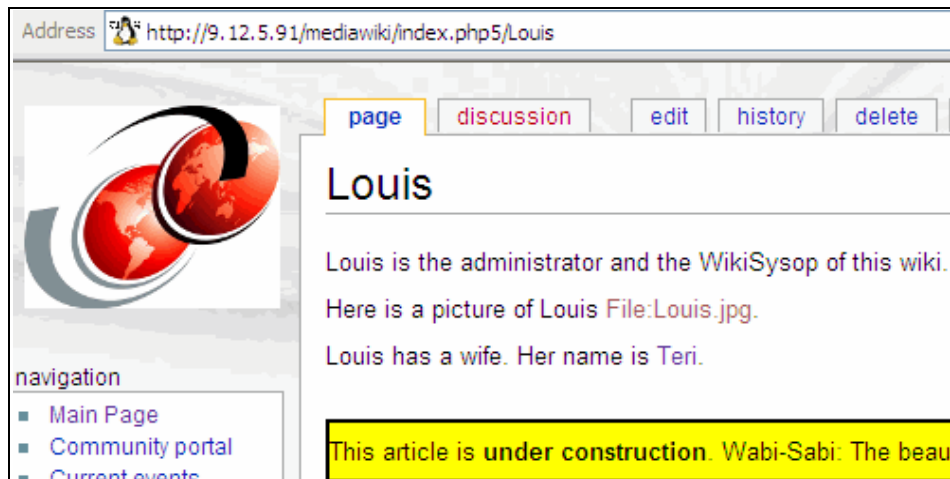 Address http://9.12.5.91/mediawiki/index.php5/Louis
page discussion edit history delete
Louis
Louis is the administrator and the WikiSysop of this wiki.
Here is a picture of Louis File:Louis.jpg.
Louis has a wife. Her name is Teri.
navigation
Main Page
Community portal
Current events
This article is under construction. Wabi-Sabi: The beau